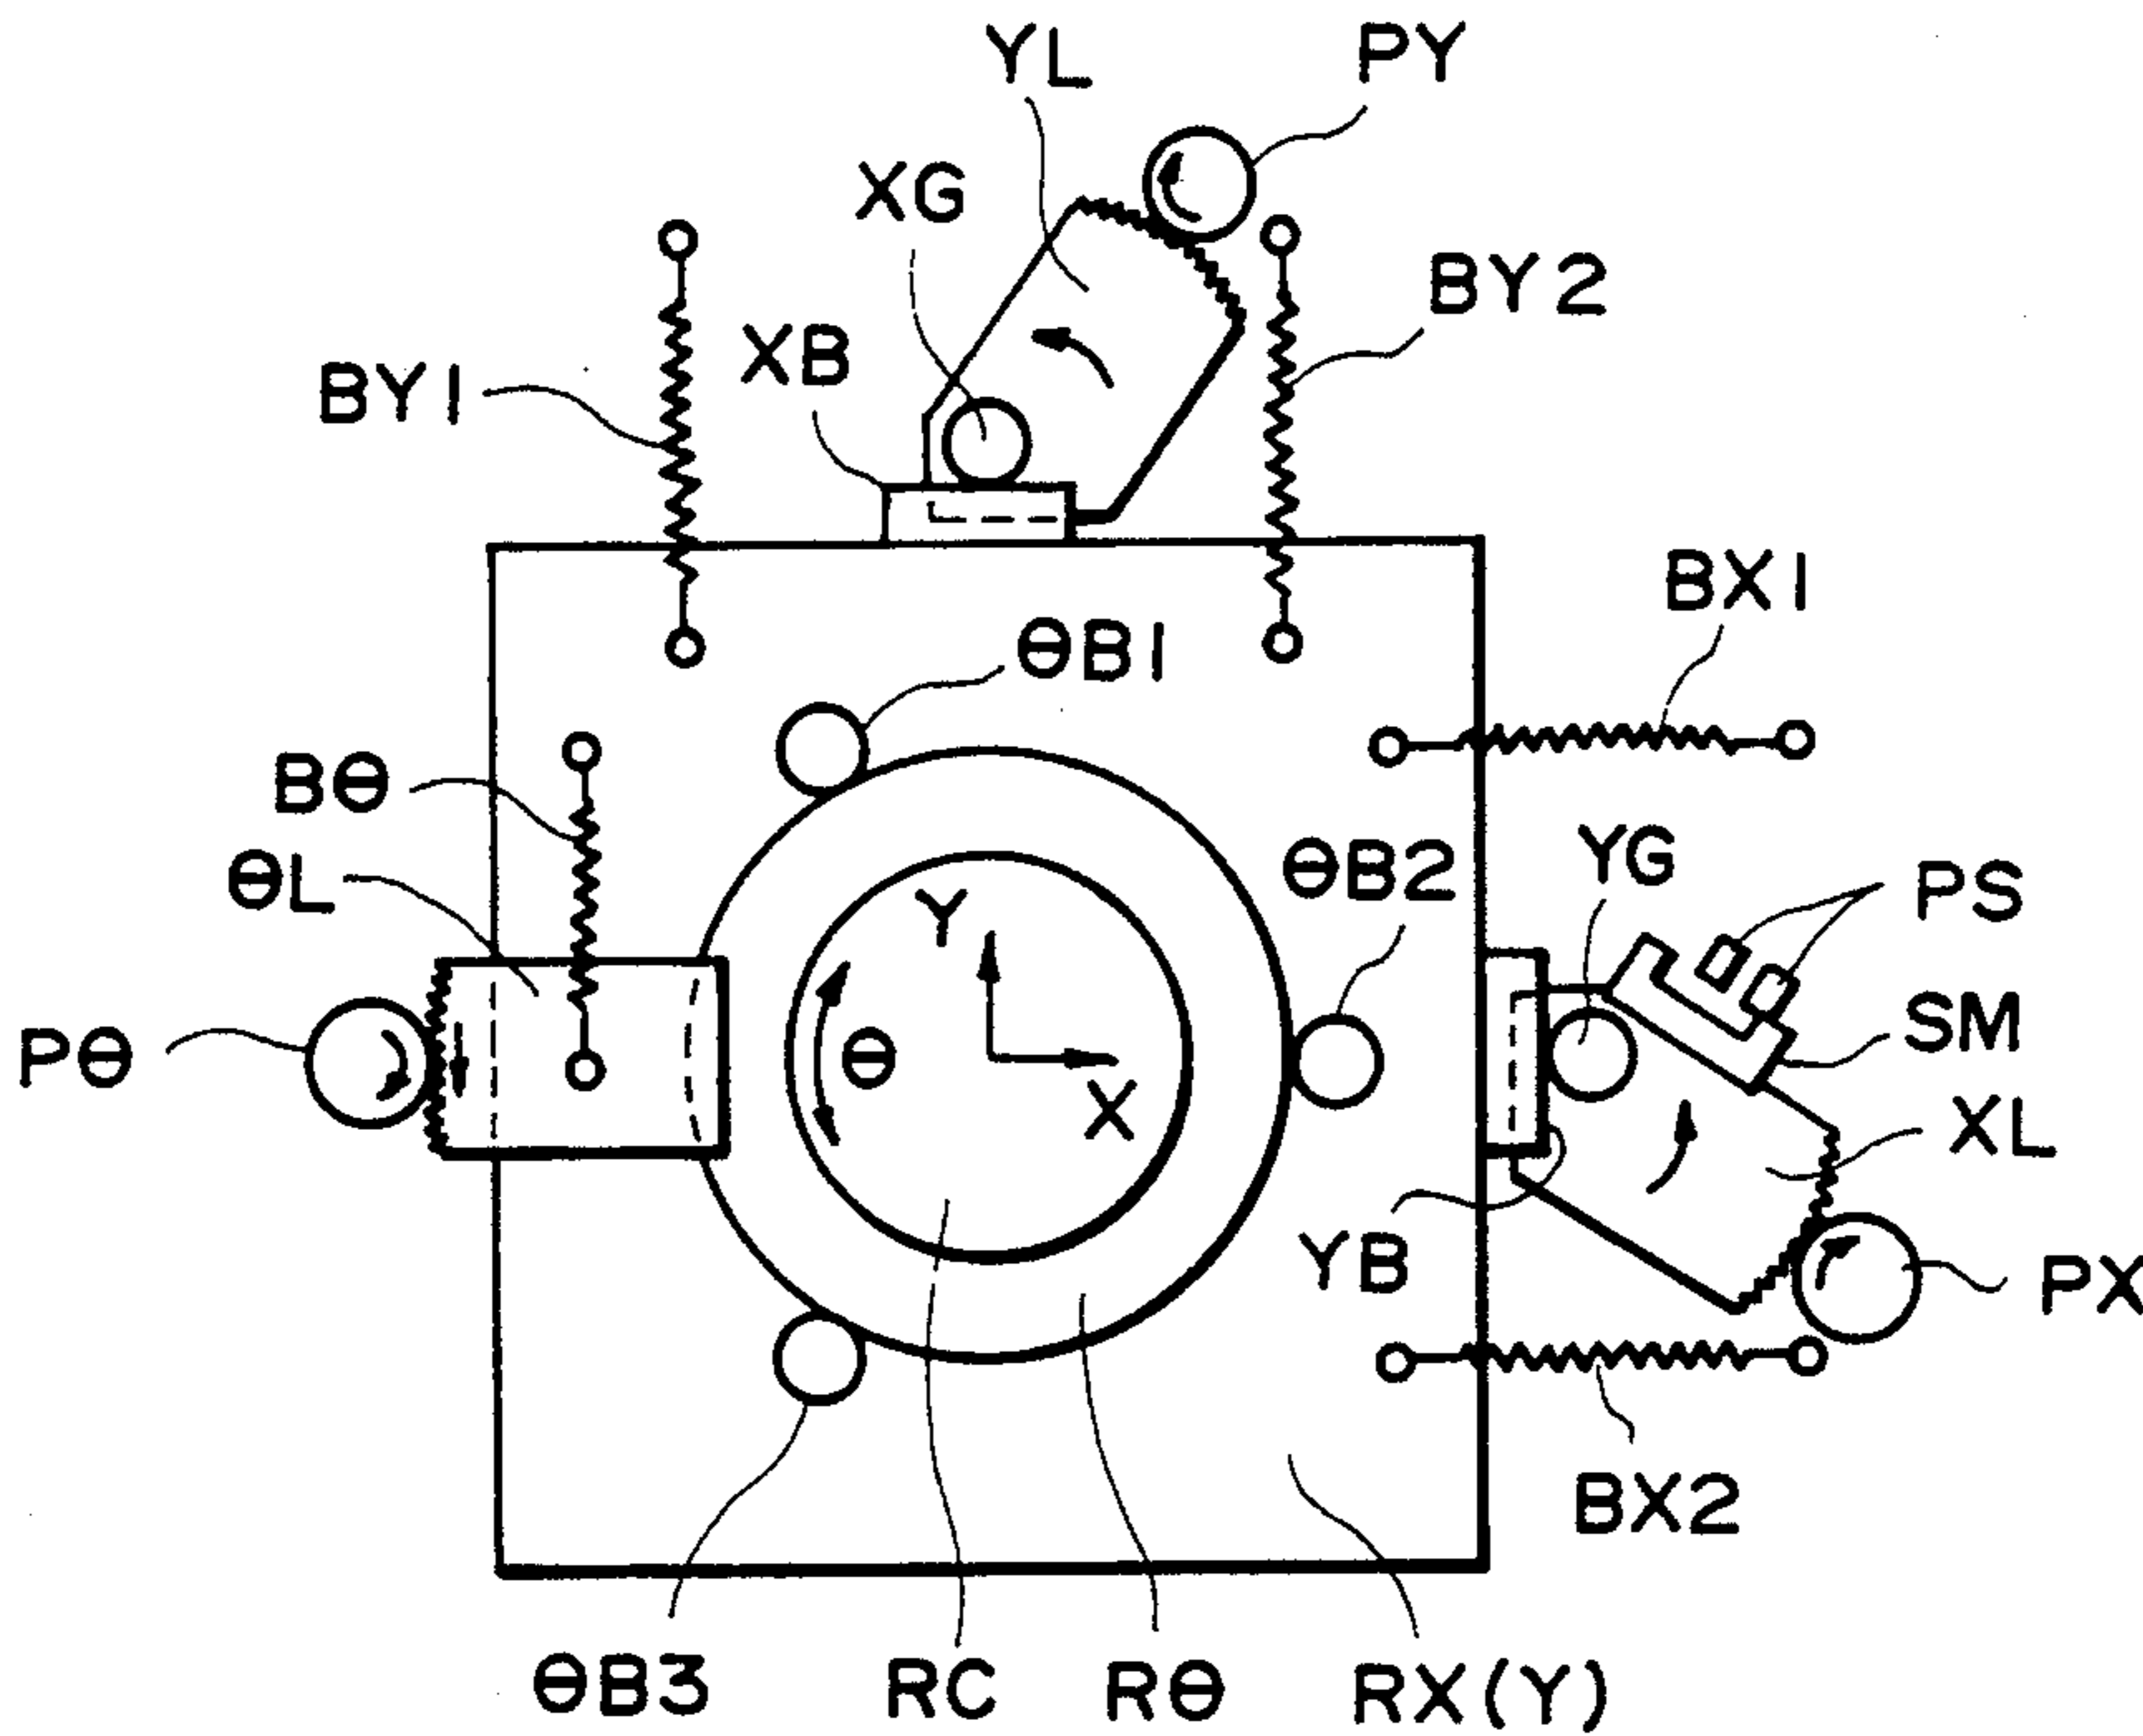 YL
PY
XG
XB
BY2
BY1
BX1
ΘB1
BΘ
ΘL
ΘB2
YG
PS
Y
PΘ
Θ
SM
X
XL
YB
PX
BX2
ΘB3
RC
RΘ
RX(Y)